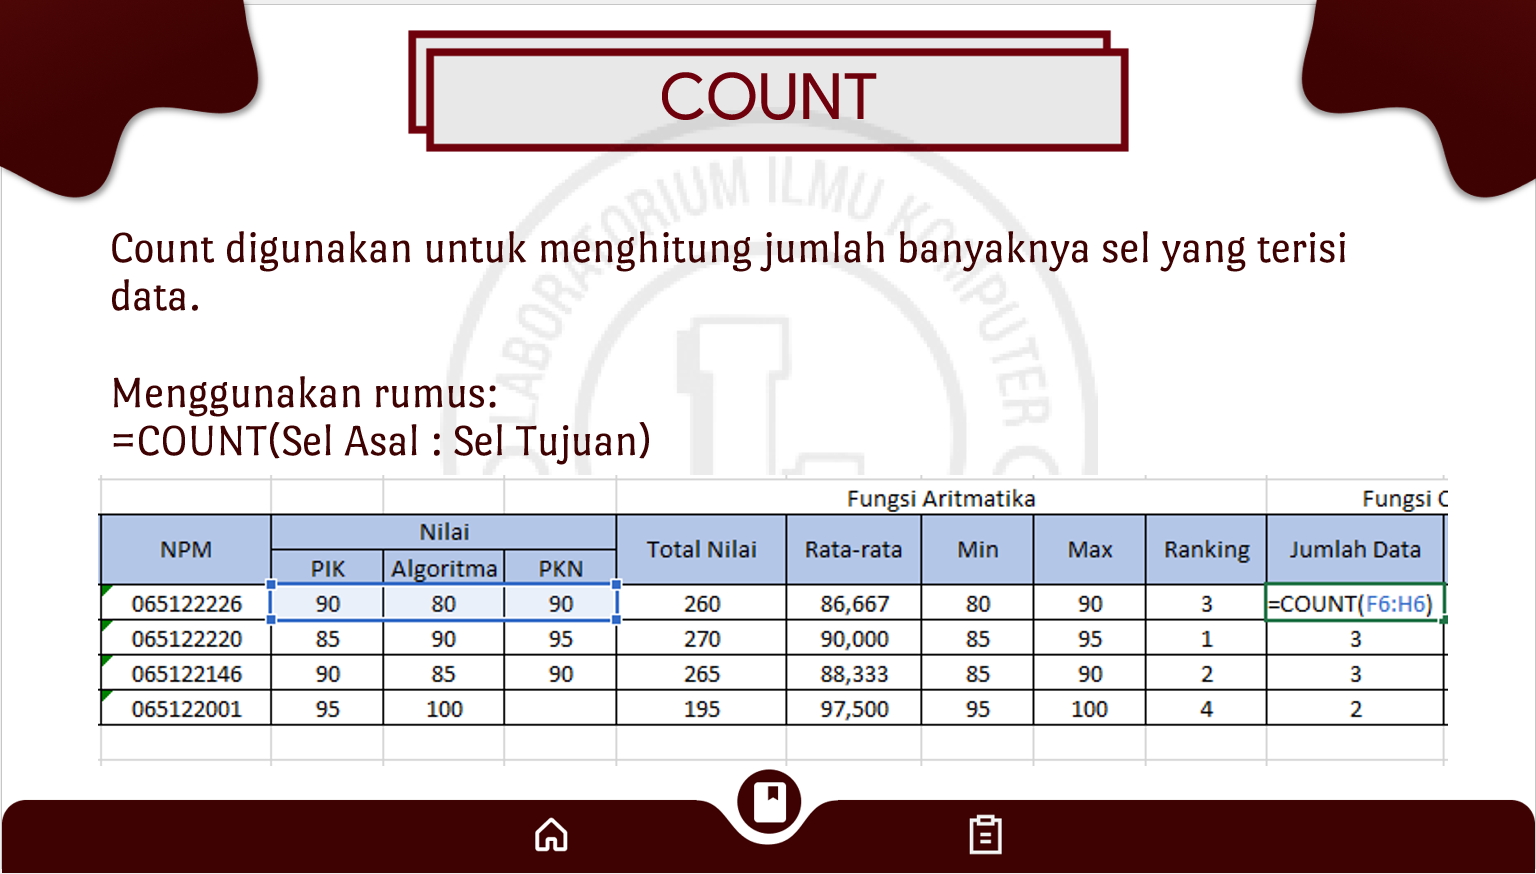 COUNT
LABORATORIUM ILMU KOMPUTER
Count digunakan untuk menghitung jumlah banyaknya sel yang terisi
data.
Menggunakan rumus:
=COUNT(Sel Asal : Sel Tujuan)
Fungsi Aritmatika Fungsi C
NPM Nilai Total Nilai Rata-rata Min Max Ranking Jumlah Data
PIK Algoritma PKN
065122226 90 80 90 260 86,667 80 90 3 =COUNT(F6:H6)
065122220 85 90 95 270 90,000 85 95 1 3
065122146 90 85 90 265 88,333 85 90 2 3
065122001 95 100 195 97,500 95 100 4 2